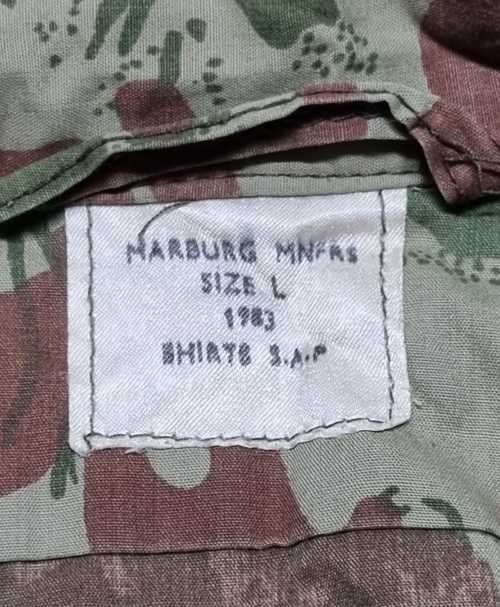 MARBURG MNFRS
SIZE L
1983
SHIRTS S.A.P